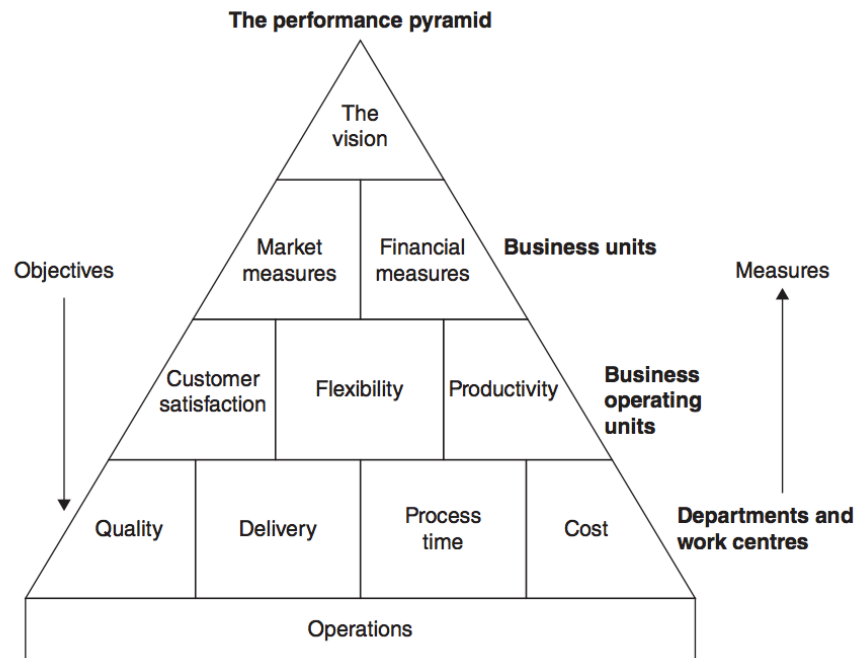 The performance pyramid
The
vision
Market
measures
Financial
measures
Business units
Objectives
Measures
Customer
satisfaction
Flexibility
Productivity
Business
operating
units
Quality
Delivery
Process
time
Cost
Departments and
work centres
Operations